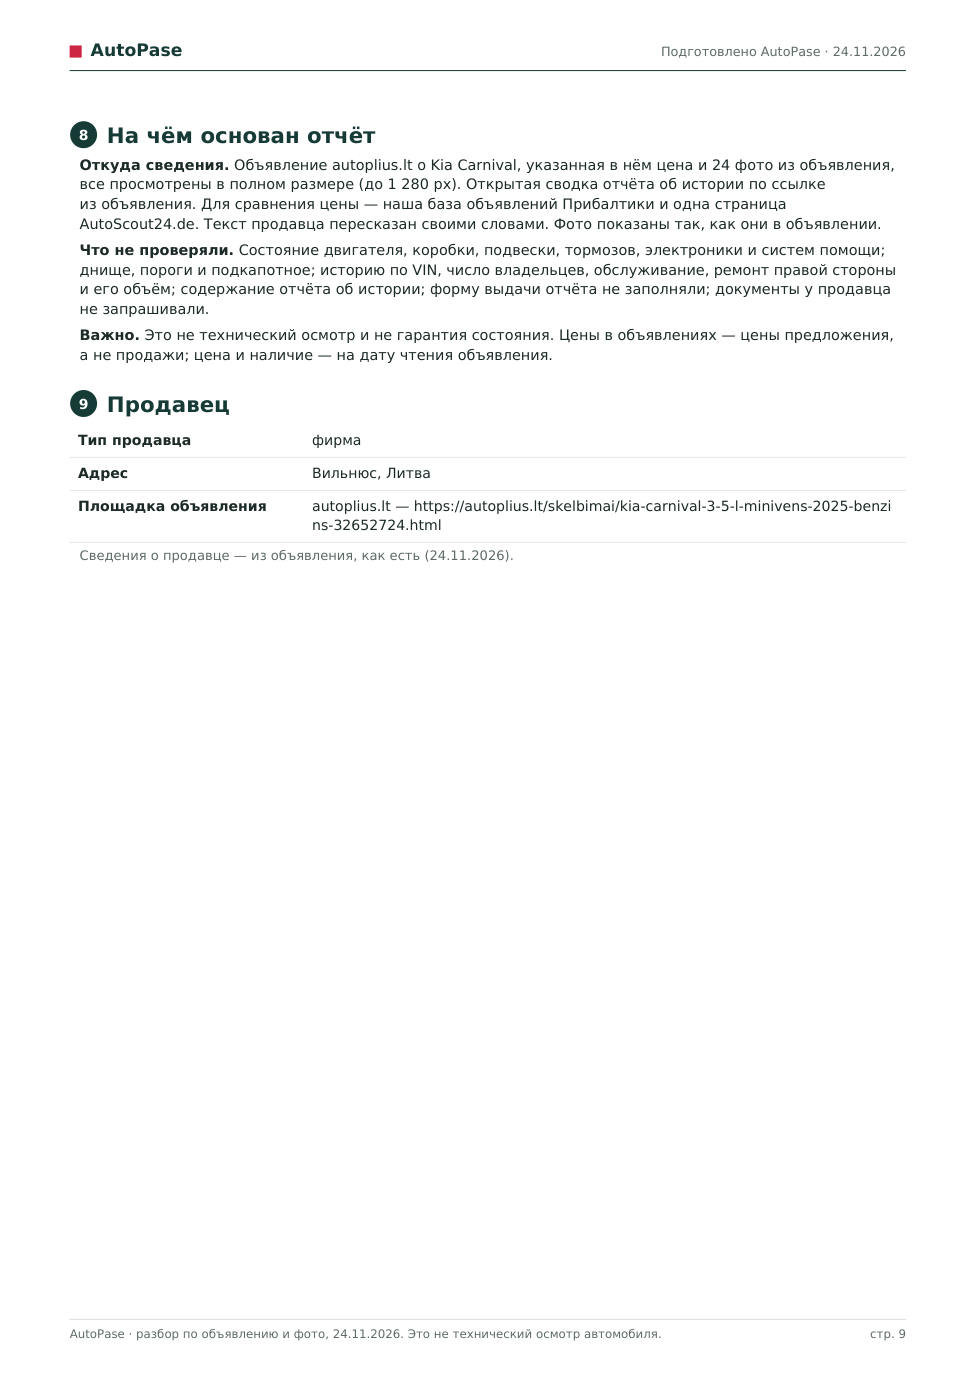 AutoPase
Подготовлено AutoPase · 24.11.2026
8 На чём основан отчёт
Откуда сведения. Объявление autoplius.lt о Kia Carnival, указанная в нём цена и 24 фото из объявления,
все просмотрены в полном размере (до 1 280 px). Открытая сводка отчёта об истории по ссылке
из объявления. Для сравнения цены — наша база объявлений Прибалтики и одна страница
AutoScout24.de. Текст продавца пересказан своими словами. Фото показаны так, как они в объявлении.
Что не проверяли. Состояние двигателя, коробки, подвески, тормозов, электроники и систем помощи;
днище, пороги и подкапотное; историю по VIN, число владельцев, обслуживание, ремонт правой стороны
и его объём; содержание отчёта об истории; форму выдачи отчёта не заполняли; документы у продавца
не запрашивали.
Важно. Это не технический осмотр и не гарантия состояния. Цены в объявлениях — цены предложения,
а не продажи; цена и наличие — на дату чтения объявления.
9 Продавец
Тип продавца фирма
Адрес Вильнюс, Литва
Площадка объявления autoplius.lt — https://autoplius.lt/skelbimai/kia-carnival-3-5-l-minivens-2025-benzi
ns-32652724.html
Сведения о продавце — из объявления, как есть (24.11.2026).
AutoPase · разбор по объявлению и фото, 24.11.2026. Это не технический осмотр автомобиля.
стр. 9